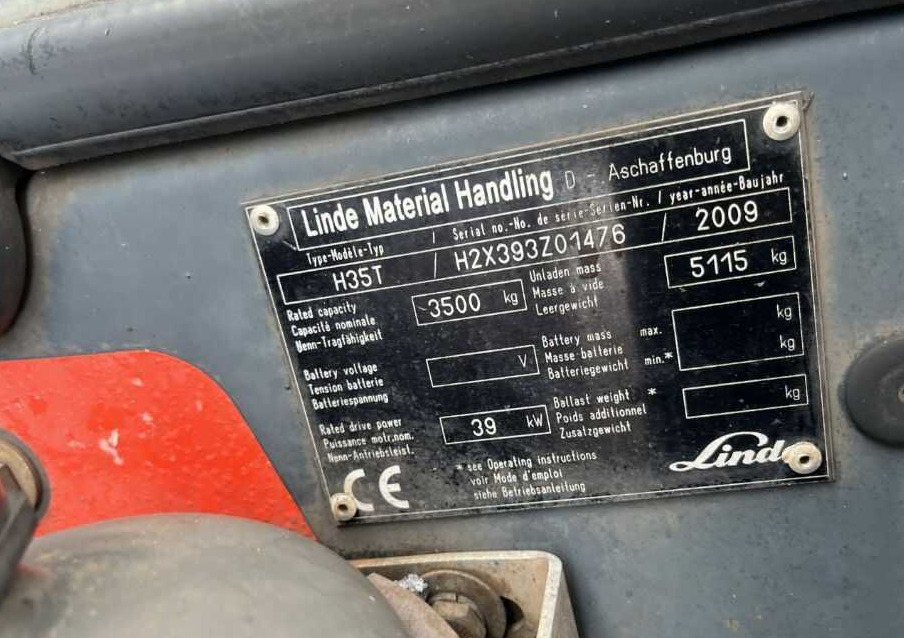 Linde Material Handling D - Aschaffenburg
Type-Modèle-Typ / Serial no.-No. de série-Serien-Nr. / year-année-Baujahr
H35T / H2X393Z01476 / 2009
Rated capacity
Capacité nominale
Nenn-Tragfähigkeit
3500 kg
Unladen mass
Masse à vide
Leergewicht
5115 kg
Battery voltage
Tension batterie
Batteriespannung
V
Battery mass max.
Masse-batterie
Batteriegewicht min.*
kg
kg
Rated drive power
Puissance motr.nom.
Nenn-Antriebsleist.
39 kW
Ballast weight *
Poids additionnel
Zusatzgewicht
kg
CE
* see Operating instructions
voir Mode d'emploi
siehe Betriebsanleitung
Linde